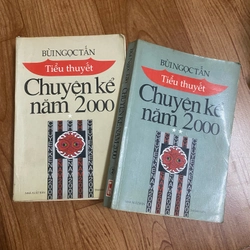 BÙI NGỌC TẤN
Tiểu thuyết
Chuyện kể
năm 2000
BÙI NGỌC TẤN
Tiểu thuyết
Chuyện kể
năm 2000